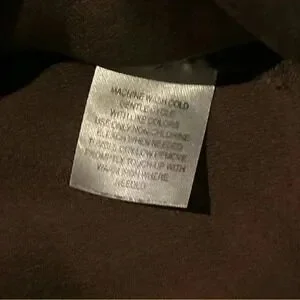 MACHINE WASH COLD
GENTLE CYCLE
WITH LIKE COLORS
USE ONLY NON-CHLORINE
BLEACH WHEN NEEDED
TUMBLE DRY LOW REMOVE
PROMPTLY TOUCH-UP WITH
WARM IRON WHERE
NEEDED